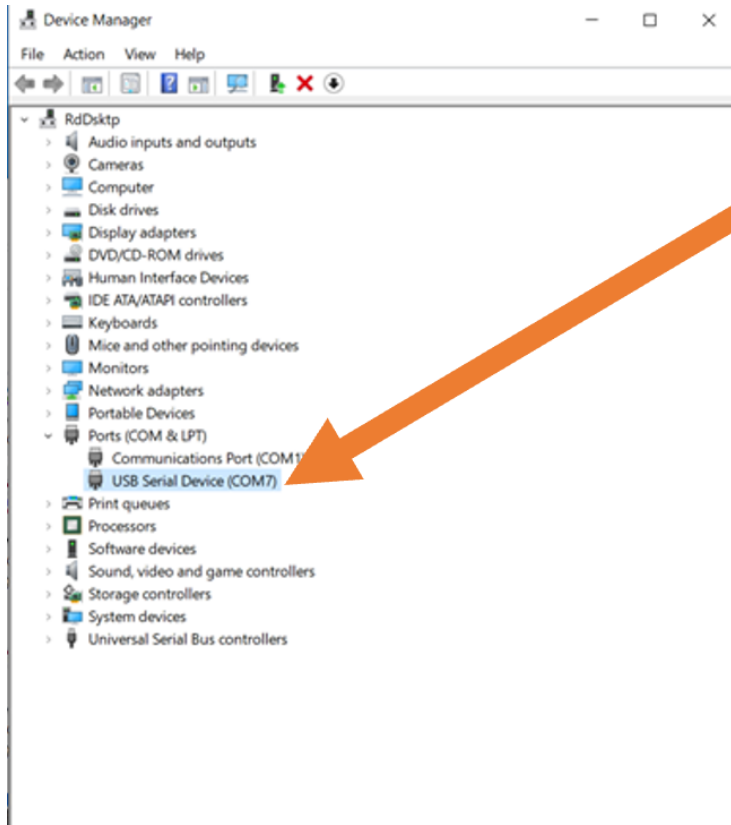 Device Manager
File Action View Help
RdDsktp
Audio inputs and outputs
Cameras
Computer
Disk drives
Display adapters
DVD/CD-ROM drives
Human Interface Devices
IDE ATA/ATAPI controllers
Keyboards
Mice and other pointing devices
Monitors
Network adapters
Portable Devices
Ports (COM & LPT)
Communications Port (COM1)
USB Serial Device (COM7)
Print queues
Processors
Software devices
Sound, video and game controllers
Storage controllers
System devices
Universal Serial Bus controllers